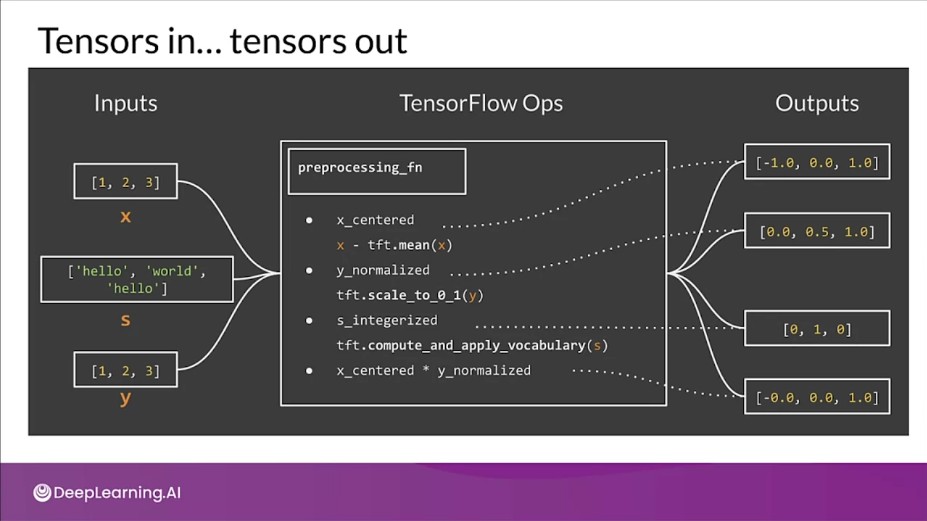 Tensors in... tensors out
Inputs
TensorFlow Ops
Outputs
[1, 2, 3]
x
['hello', 'world',
'hello']
s
[1, 2, 3]
y
preprocessing_fn
• x_centered
x - tft.mean(x)
• y_normalized
tft.scale_to_0_1(y)
• s_integerized
tft.compute_and_apply_vocabulary(s)
• x_centered * y_normalized
[-1.0, 0.0, 1.0]
[0.0, 0.5, 1.0]
[0, 1, 0]
[-0.0, 0.0, 1.0]
DeepLearning.AI